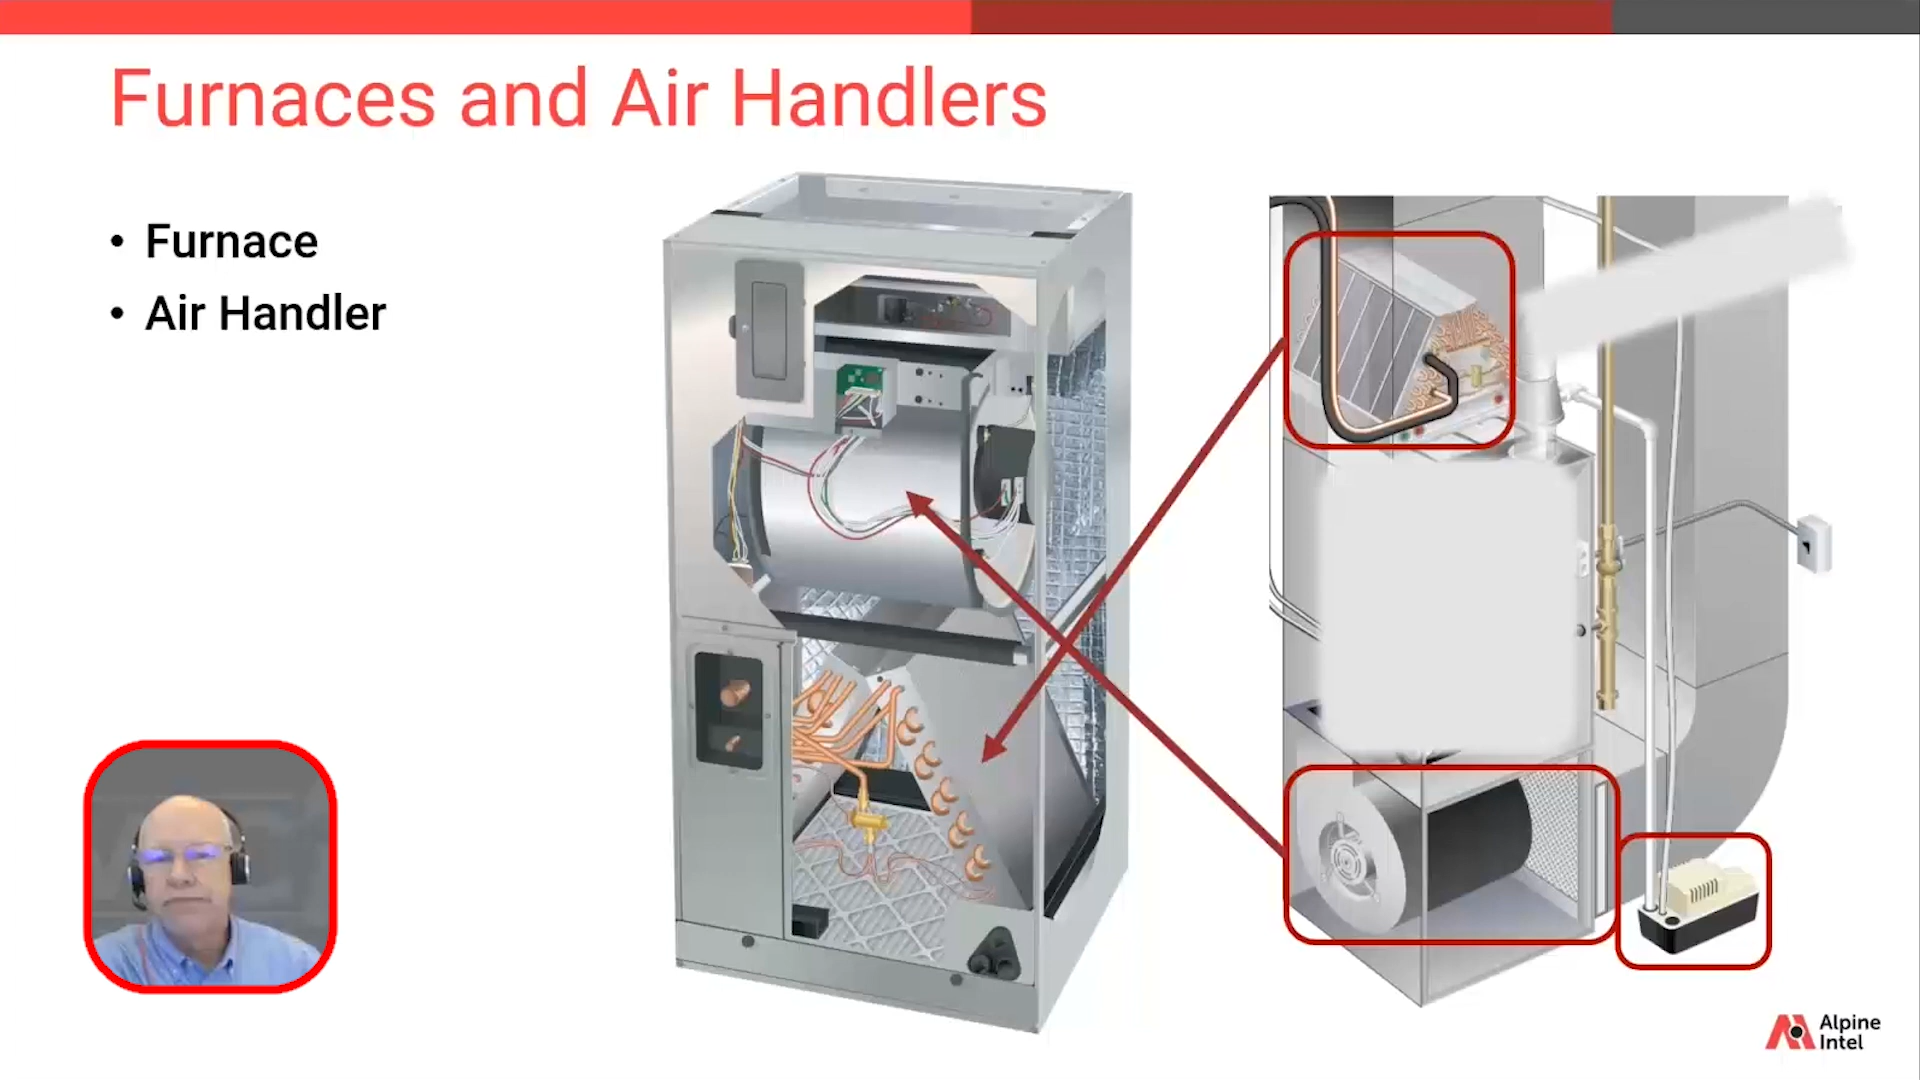 Furnaces and Air Handlers
• Furnace
• Air Handler
Alpine
Intel